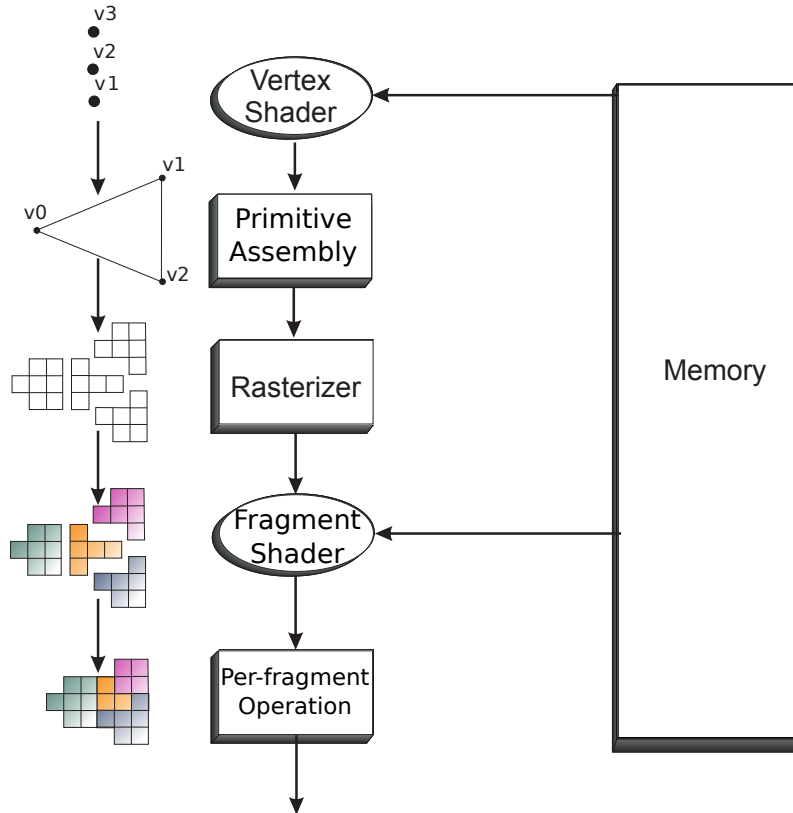 v3
v2
v1
v1
v0
v2
Vertex
Shader
Primitive
Assembly
Rasterizer
Fragment
Shader
Per-fragment
Operation
Memory